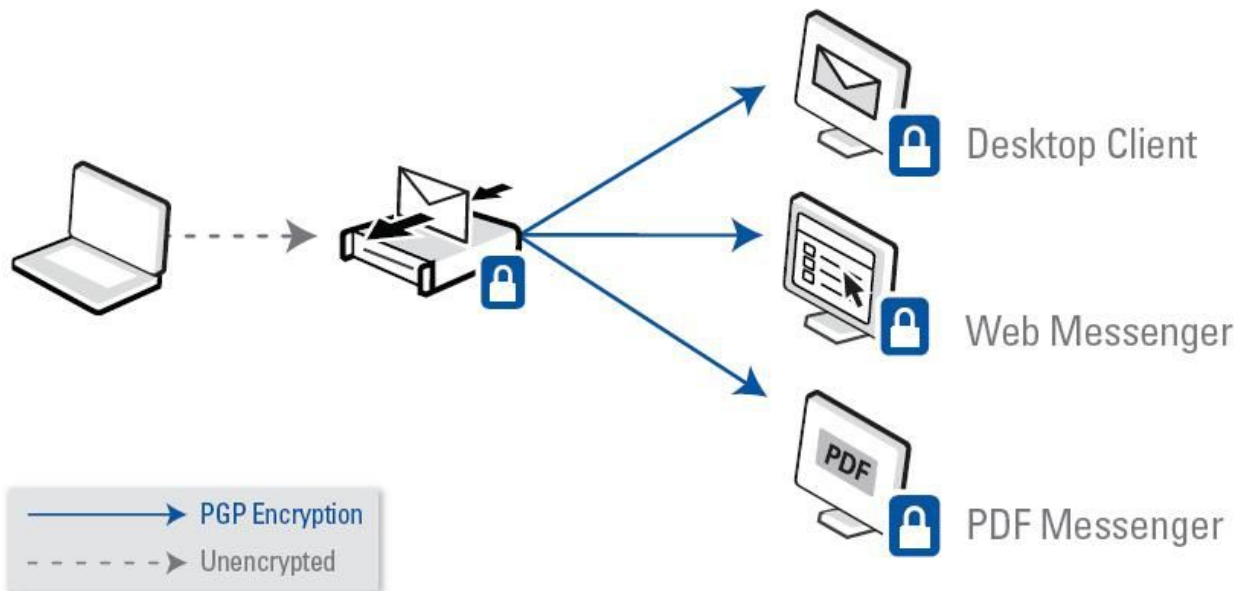 Desktop Client
Web Messenger
PDF
PDF Messenger
PGP Encryption
Unencrypted